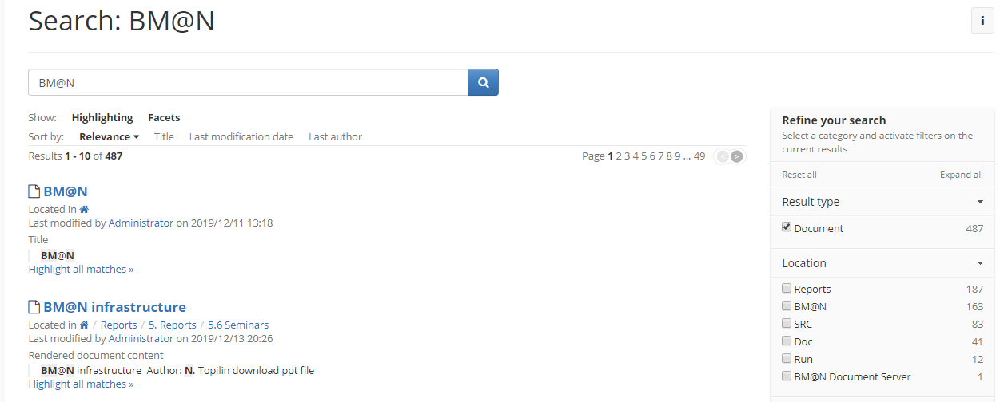 Search: BM@N
BM@N
Show: Highlighting Facets
Sort by: Relevance Title Last modification date Last author
Results 1 - 10 of 487
Page 1 2 3 4 5 6 7 8 9 ... 49 < >
BM@N
Located in
Last modified by Administrator on 2019/12/11 13:18
Title
BM@N
Highlight all matches »
BM@N infrastructure
Located in / Reports / 5. Reports / 5.6 Seminars
Last modified by Administrator on 2019/12/13 20:26
Rendered document content
BM@N infrastructure Author: N. Topilin download ppt file
Highlight all matches »
Refine your search
Select a category and activate filters on the
current results
Reset all Expand all
Result type
Document 487
Location
Reports 187
BM@N 163
SRC 83
Doc 41
Run 12
BM@N Document Server 1